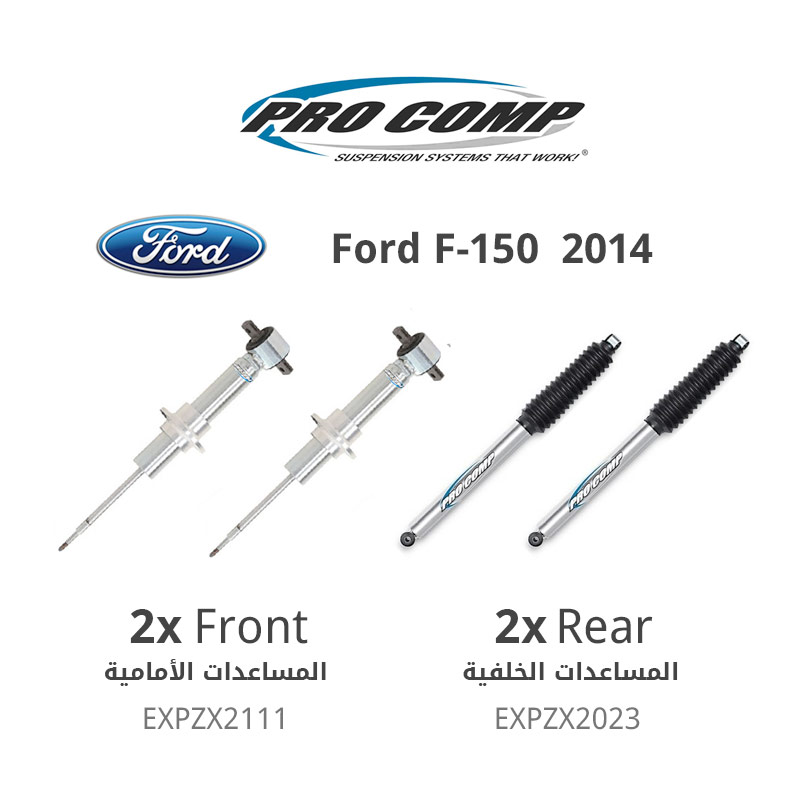 PRO COMP
SUSPENSION SYSTEMS THAT WORK!®
Ford Ford F-150 2014
PRO COMP PRO COMP
2x Front
المساعدات الأمامية
EXPZX2111
2x Rear
المساعدات الخلفية
EXPZX2023